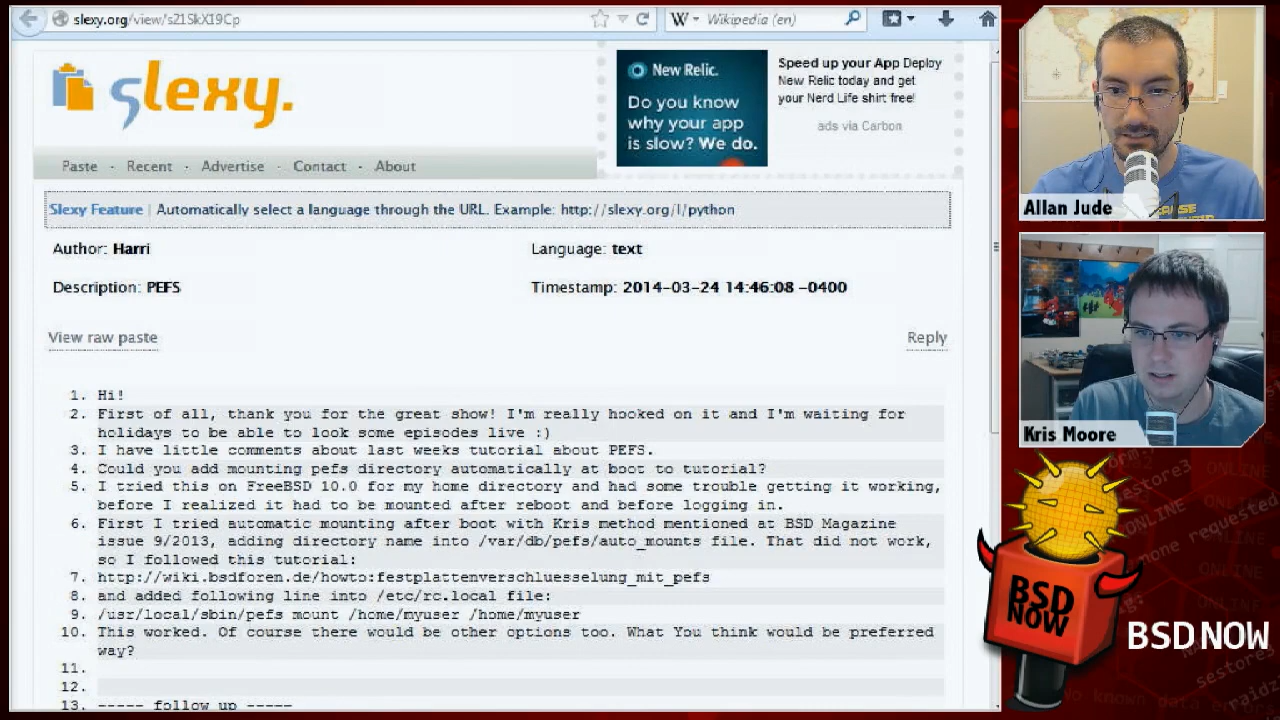 slexy.org/view/s21SkXI9Cp
Wikipedia (en)
slexy.
New Relic.
Do you know
why your app
is slow? We do.
Speed up your App Deploy
New Relic today and get
your Nerd Life shirt free!
ads via Carbon
Paste - Recent - Advertise - Contact - About
Slexy Feature | Automatically select a language through the URL. Example: http://slexy.org/l/python
Author: Harri
Language: text
Description: PEFS
Timestamp: 2014-03-24 14:46:08 -0400
View raw paste
Reply
1. Hi!
2. First of all, thank you for the great show! I'm really hooked on it and I'm waiting for
holidays to be able to look some episodes live :)
3. I have little comments about last weeks tutorial about PEFS.
4. Could you add mounting pefs directory automatically at boot to tutorial?
5. I tried this on FreeBSD 10.0 for my home directory and had some trouble getting it working,
before I realized it had to be mounted after reboot and before logging in.
6. First I tried automatic mounting after boot with Kris method mentioned at BSD Magazine
issue 9/2013, adding directory name into /var/db/pefs/auto_mounts file. That did not work,
so I followed this tutorial:
7. http://wiki.bsdforen.de/howto:festplattenverschluesselung_mit_pefs
8. and added following line into /etc/rc.local file:
9. /usr/local/sbin/pefs mount /home/myuser /home/myuser
10. This worked. Of course there would be other options too. What You think would be preferred
way?
11.
12.
13. ----- follow up -----
Allan Jude
Kris Moore
BSD
NOW
BSD NOW